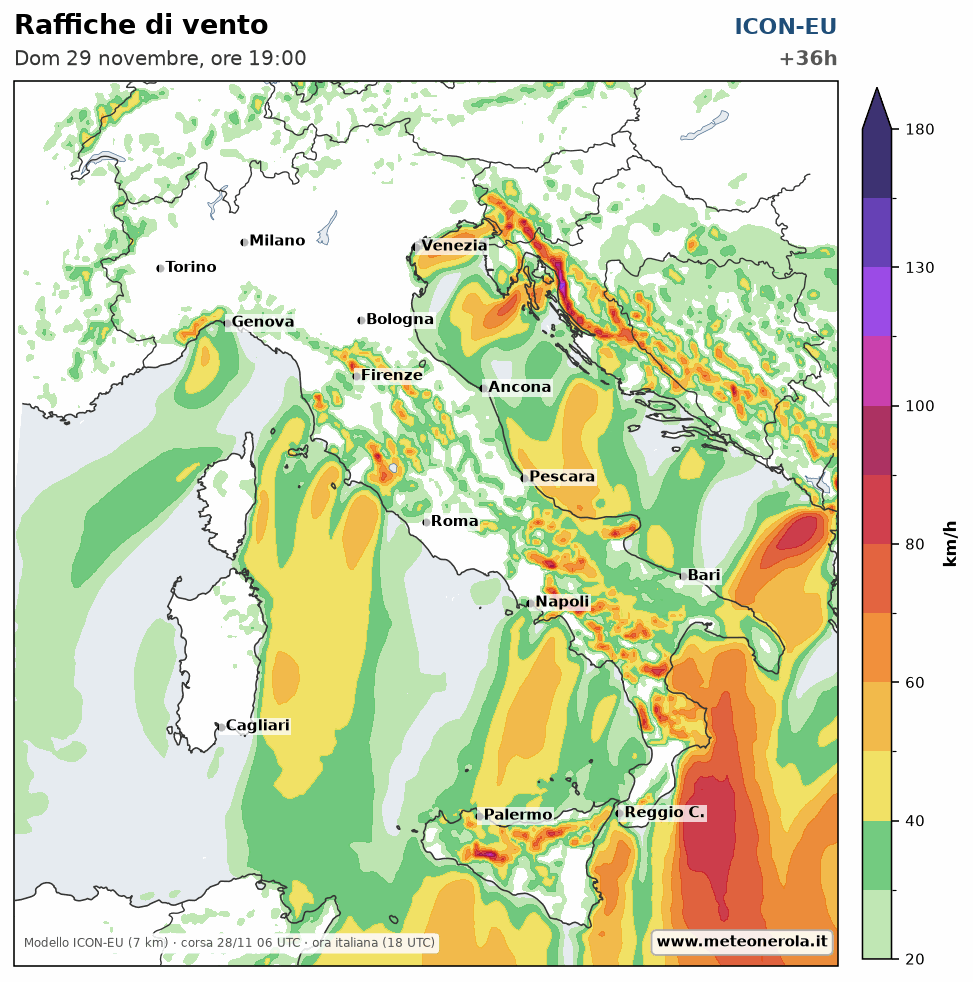 Raffiche di vento
ICON-EU
Dom 29 novembre, ore 19:00
+36h
180
130
100
80
60
40
20
km/h
Milano
Venezia
Torino
Genova
Bologna
Firenze
Ancona
Pescara
Roma
Bari
Napoli
Cagliari
Palermo
Reggio C.
Modello ICON-EU (7 km) · corsa 28/11 06 UTC · ora italiana (18 UTC)
www.meteonerola.it